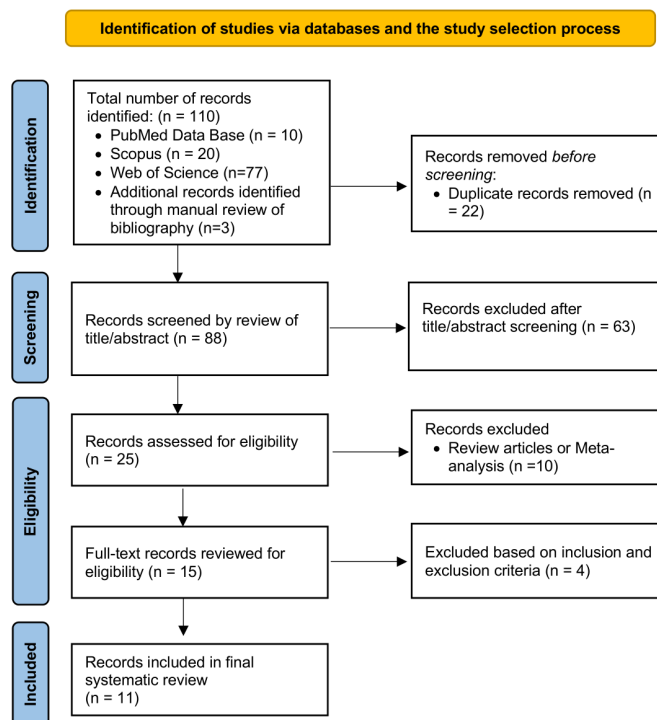 Identification of studies via databases and the study selection process
Identification
Total number of records
identified: (n = 110)
• PubMed Data Base (n = 10)
• Scopus (n = 20)
• Web of Science (n=77)
• Additional records identified
through manual review of
bibliography (n=3)
Records removed before
screening:
• Duplicate records removed (n
= 22)
Screening
Records screened by review of
title/abstract (n = 88)
Records excluded after
title/abstract screening (n = 63)
Eligibility
Records assessed for eligibility
(n = 25)
Records excluded
• Review articles or Meta-
analysis (n =10)
Full-text records reviewed for
eligibility (n = 15)
Excluded based on inclusion and
exclusion criteria (n = 4)
Included
Records included in final
systematic review
(n = 11)